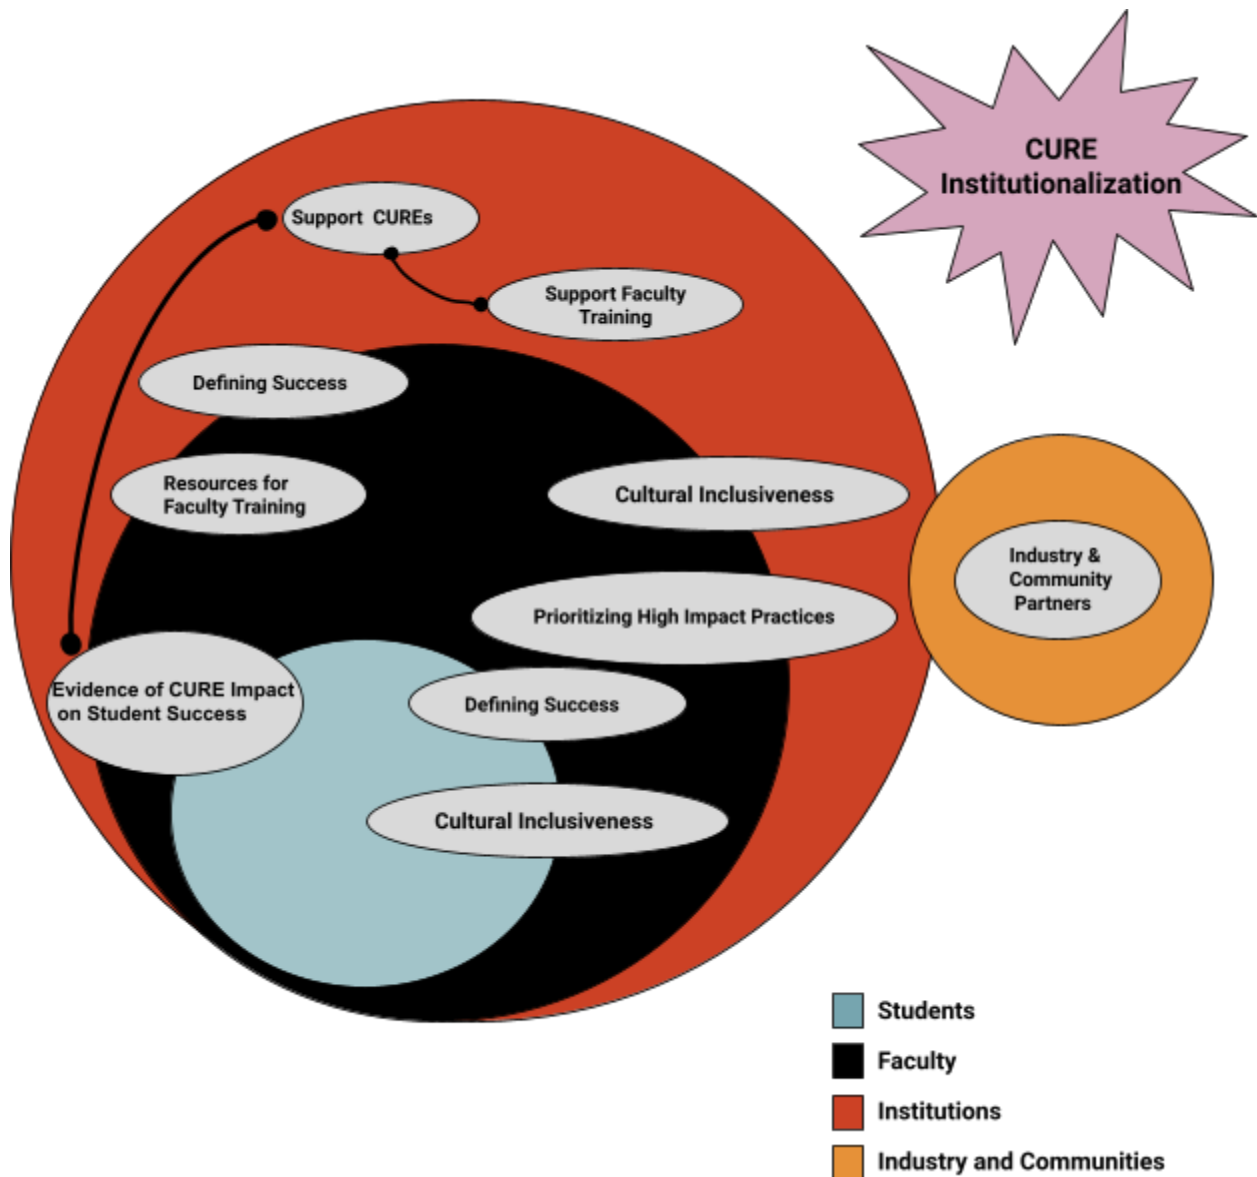 CURE
Institutionalization
Support CUREs
Support Faculty
Training
Defining Success
Resources for
Faculty Training
Cultural Inclusiveness
Industry &
Community
Partners
Prioritizing High Impact Practices
Evidence of CURE Impact
on Student Success
Defining Success
Cultural Inclusiveness
Students
Faculty
Institutions
Industry and Communities